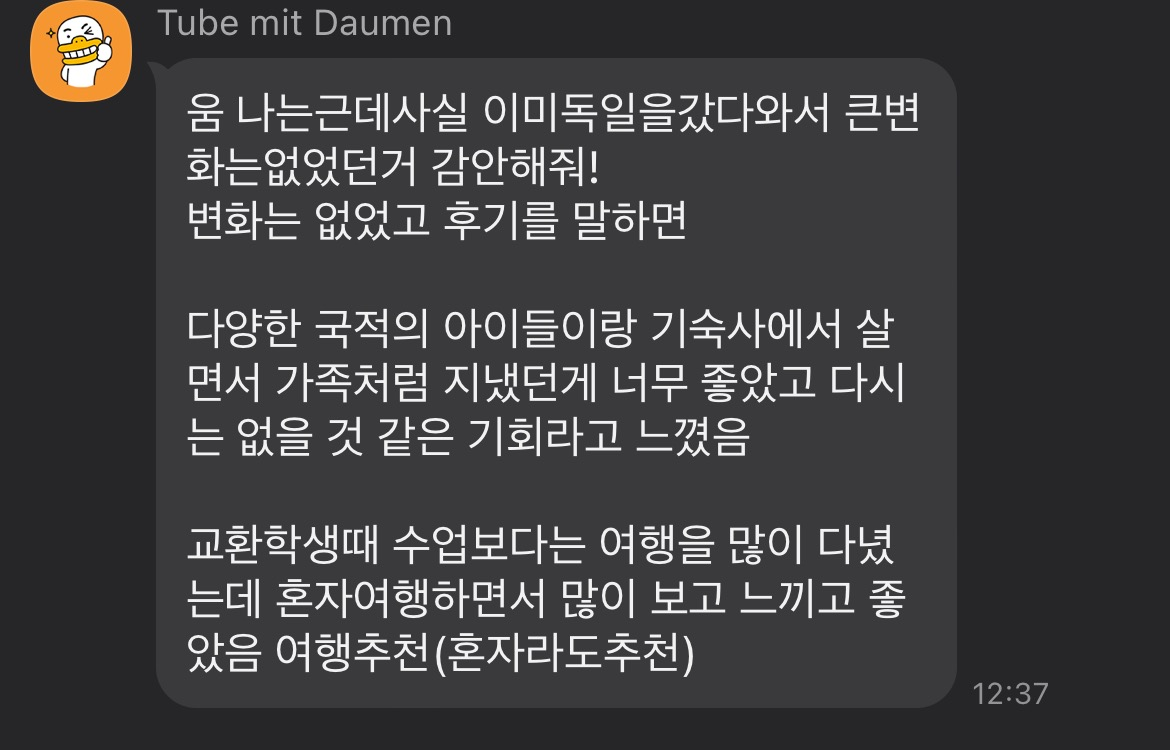 Tube mit Daumen
움 나는근데사실 이미독일을갔다와서 큰변
화는없었던거 감안해줘!
변화는 없었고 후기를 말하면
다양한 국적의 아이들이랑 기숙사에서 살
면서 가족처럼 지냈던게 너무 좋았고 다시
는 없을 것 같은 기회라고 느꼈음
교환학생때 수업보다는 여행을 많이 다녔
는데 혼자여행하면서 많이 보고 느끼고 좋
았음 여행추천(혼자라도추천)
12:37